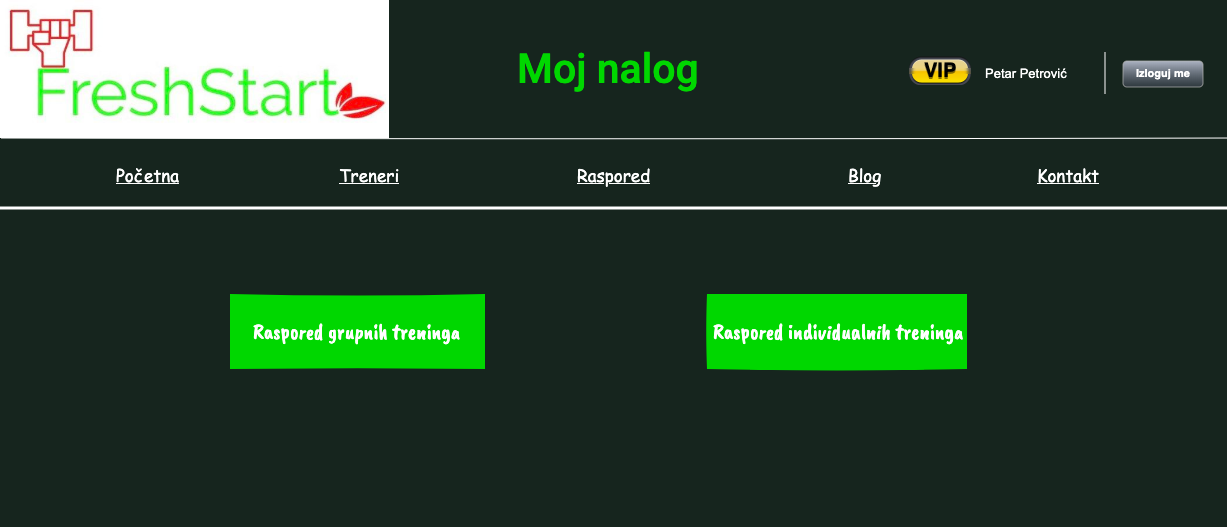 FreshStart
Moj nalog
VIP
Petar Petrović
Izloguj me
Početna
Treneri
Raspored
Blog
Kontakt
Raspored grupnih treninga
Raspored individualnih treninga